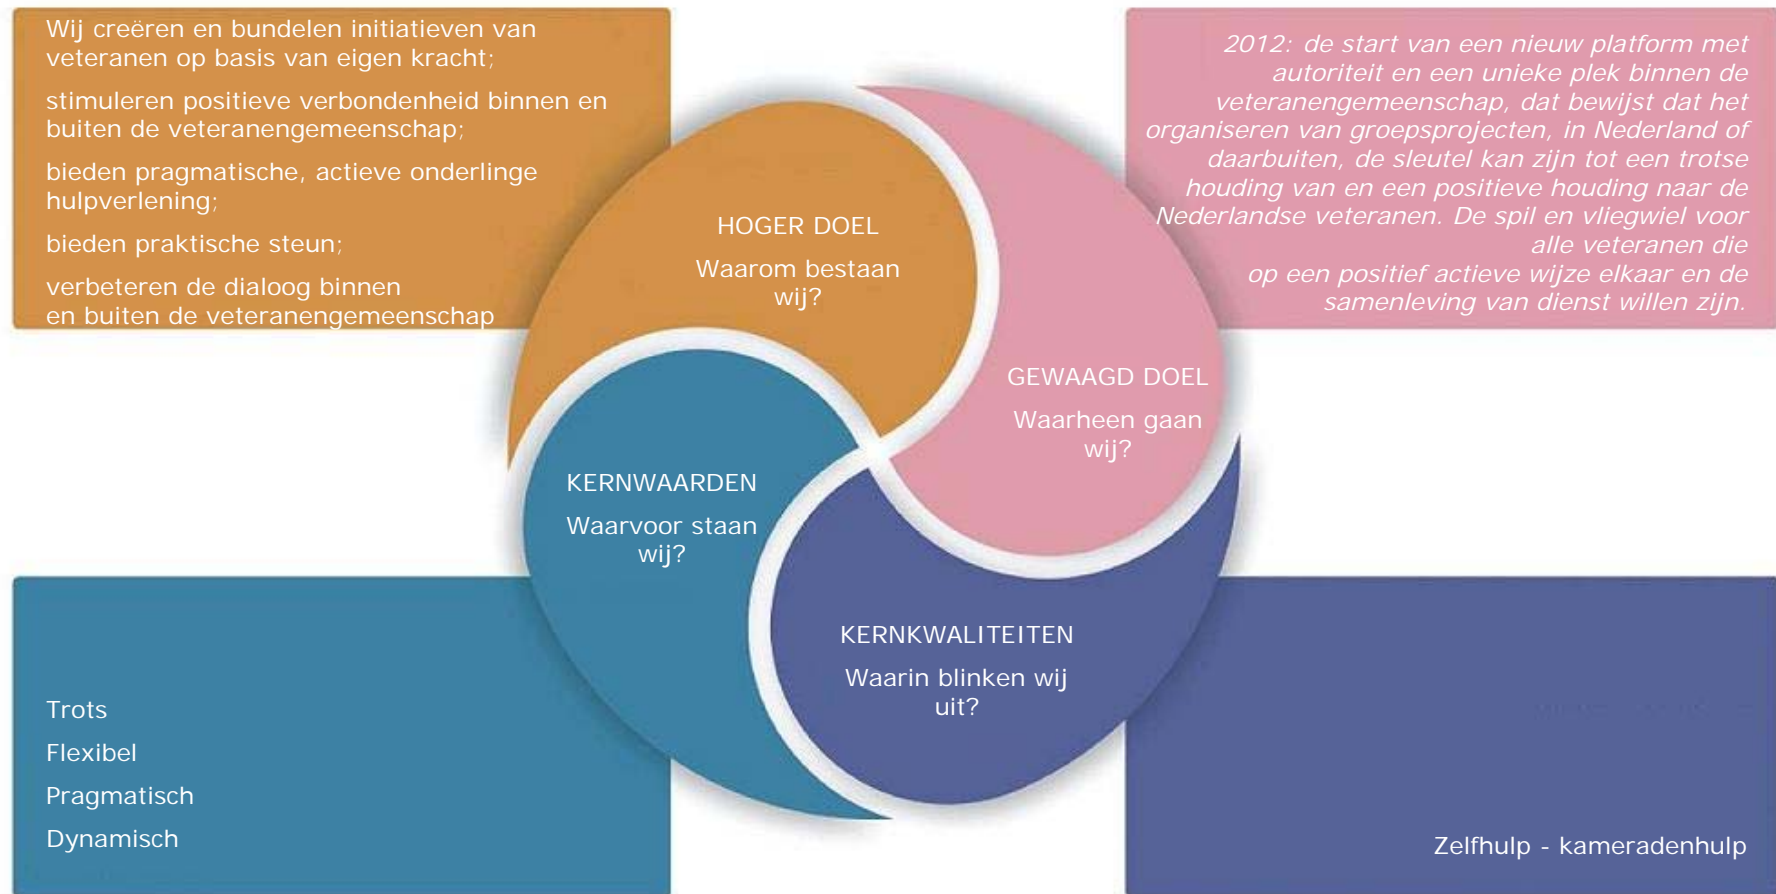 Wij creëren en bundelen initiatieven van
veteranen op basis van eigen kracht;
stimuleren positieve verbondenheid binnen en
buiten de veteranengemeenschap;
bieden pragmatische, actieve onderlinge
hulpverlening;
bieden praktische steun;
verbeteren de dialoog binnen
en buiten de veteranengemeenschap
2012: de start van een nieuw platform met
autoriteit en een unieke plek binnen de
veteranengemeenschap, dat bewijst dat het
organiseren van groepsprojecten, in Nederland of
daarbuiten, de sleutel kan zijn tot een trotse
houding van en een positieve houding naar de
Nederlandse veteranen. De spil en vliegwiel voor
alle veteranen die
op een positief actieve wijze elkaar en de
samenleving van dienst willen zijn.
HOGER DOEL
Waarom bestaan
wij?
GEWAAGD DOEL
Waarheen gaan
wij?
KERNWAARDEN
Waarvoor staan
wij?
KERNKWALITEITEN
Waarin blinken wij
uit?
Trots
Flexibel
Pragmatisch
Dynamisch
Zelfhulp - kameradenhulp